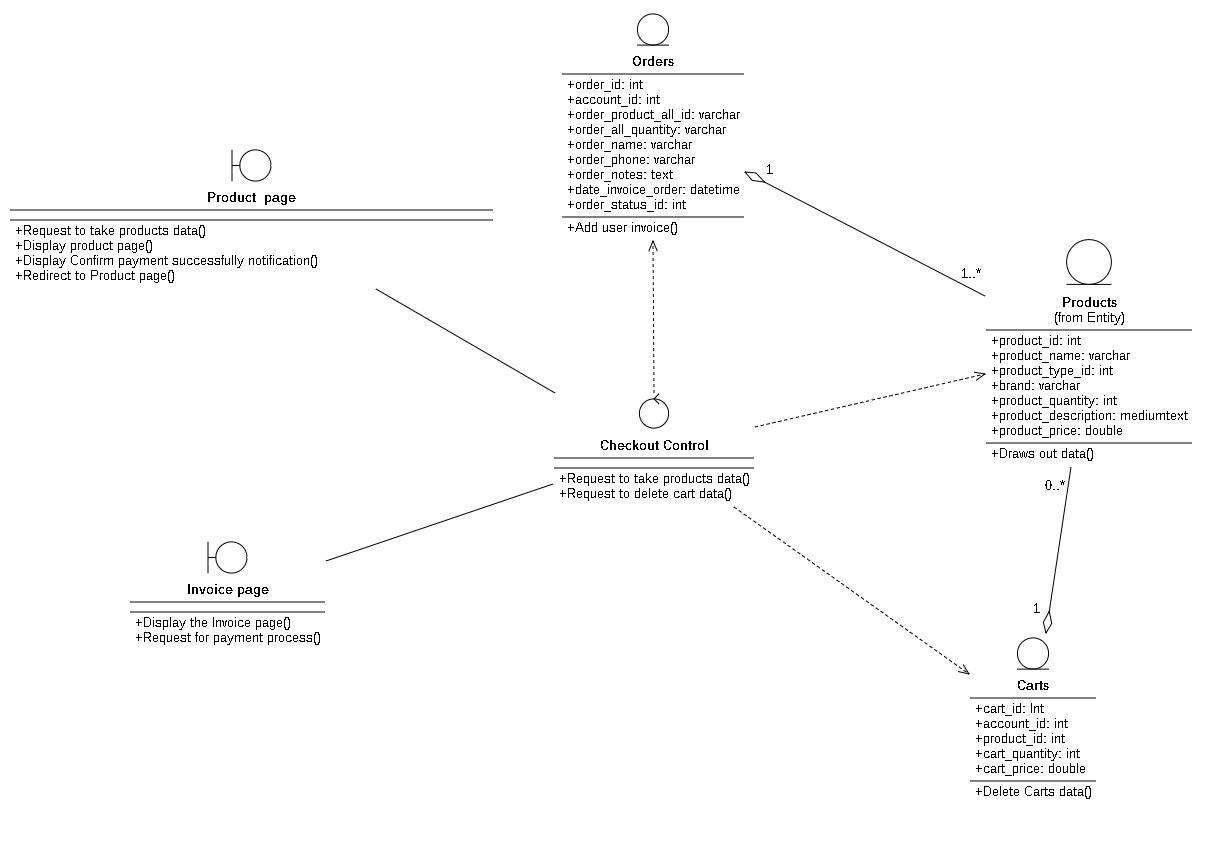 Orders
+order_id: int
+account_id: int
+order_product_all_id: varchar
+order_all_quantity: varchar
+order_name: varchar
+order_phone: varchar
+order_notes: text
+date_invoice_order: datetime
+order_status_id: int
+Add user invoice()
1
1..*
Product  page
+Request to take products data()
+Display product page()
+Display Confirm payment successfully notification()
+Redirect to Product page()
Products
(from Entity)
+product_id: int
+product_name: varchar
+product_type_id: int
+brand: varchar
+product_quantity: int
+product_description: mediumtext
+product_price: double
+Draws out data()
0..*
1
Checkout Control
+Request to take products data()
+Request to delete cart data()
Invoice page
+Display the Invoice page()
+Request for payment process()
Carts
+cart_id: Int
+account_id: int
+product_id: int
+cart_quantity: int
+cart_price: double
+Delete Carts data()